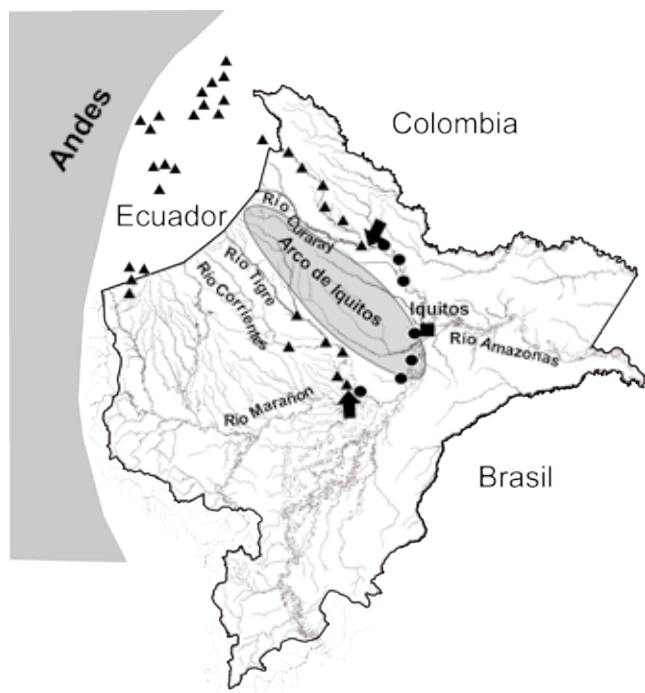 Andes
Colombia
Ecuador
Río Curaray
Arco de Iquitos
Río Tigre
Río Corrientes
Iquitos
Río Amazonas
Río Marañon
Brasil